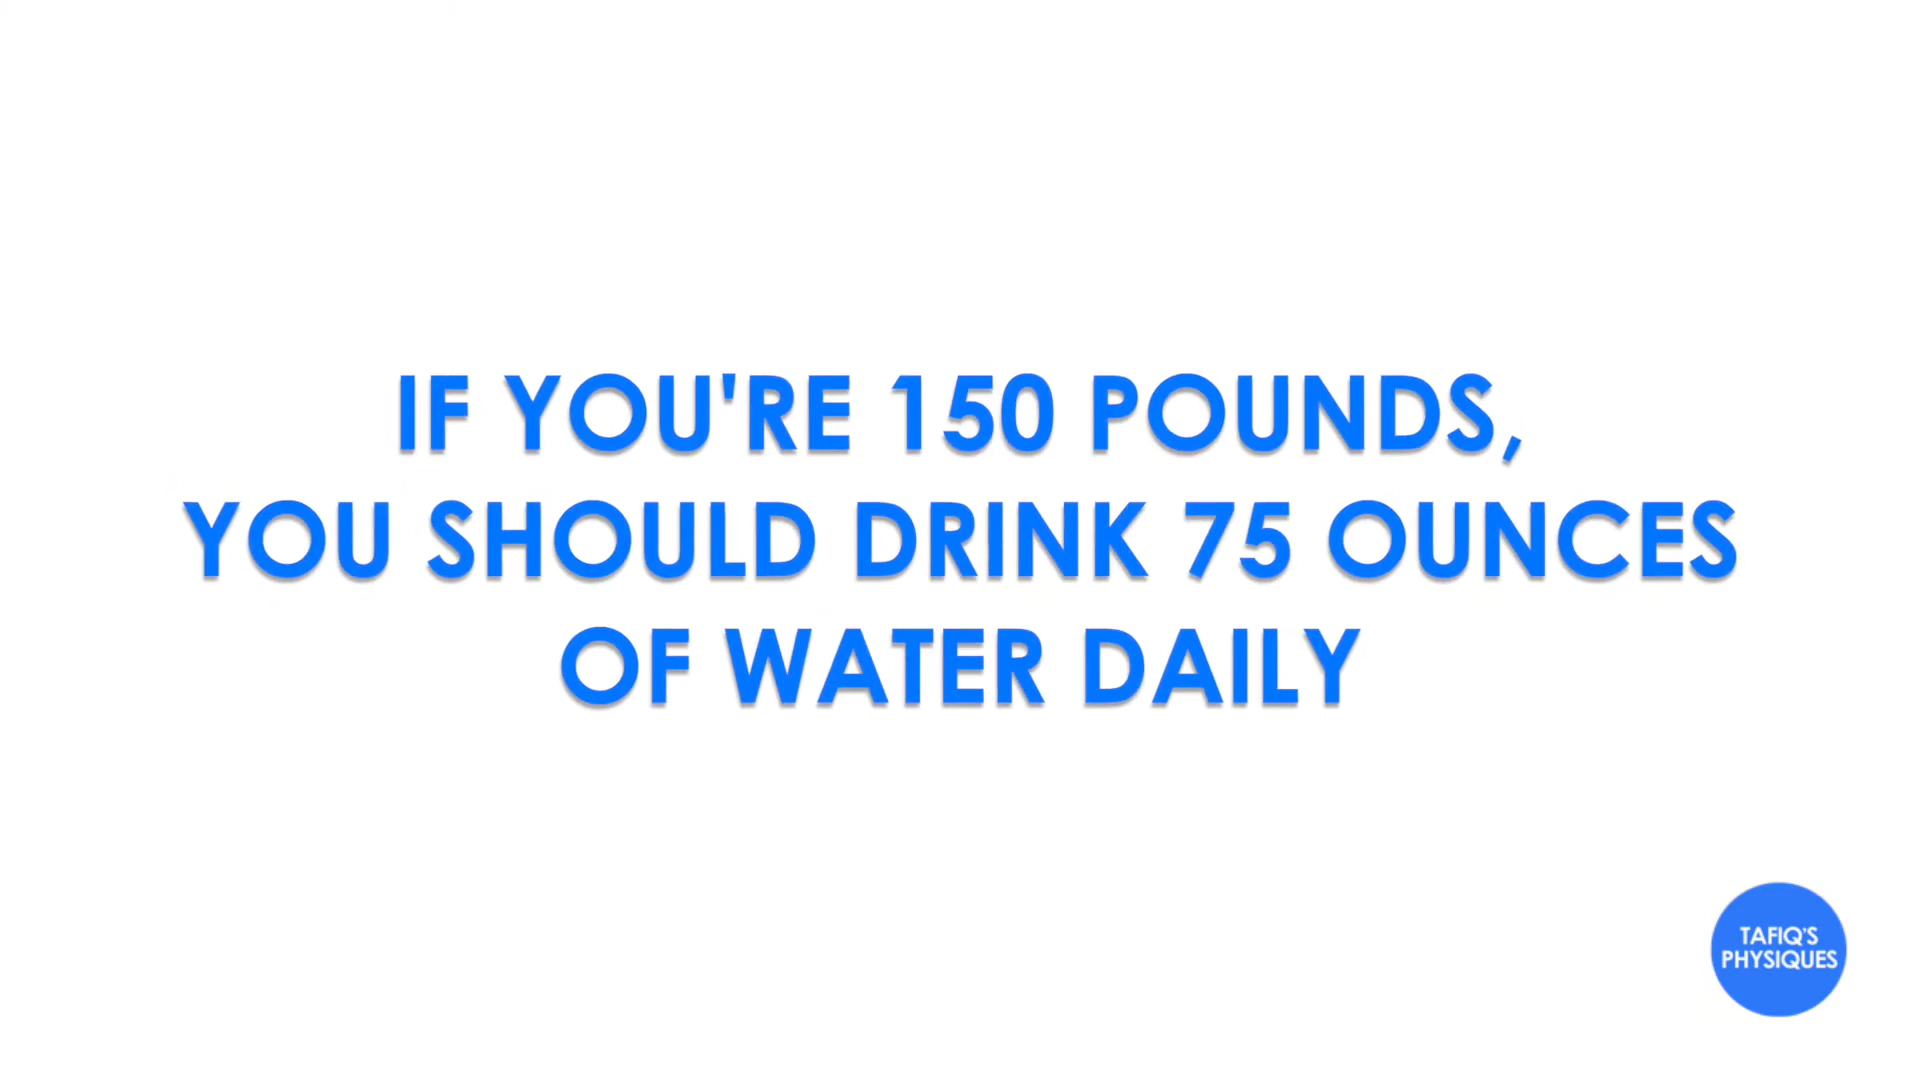 IF YOU'RE 150 POUNDS,
YOU SHOULD DRINK 75 OUNCES
OF WATER DAILY
TAFIQ'S
PHYSIQUES